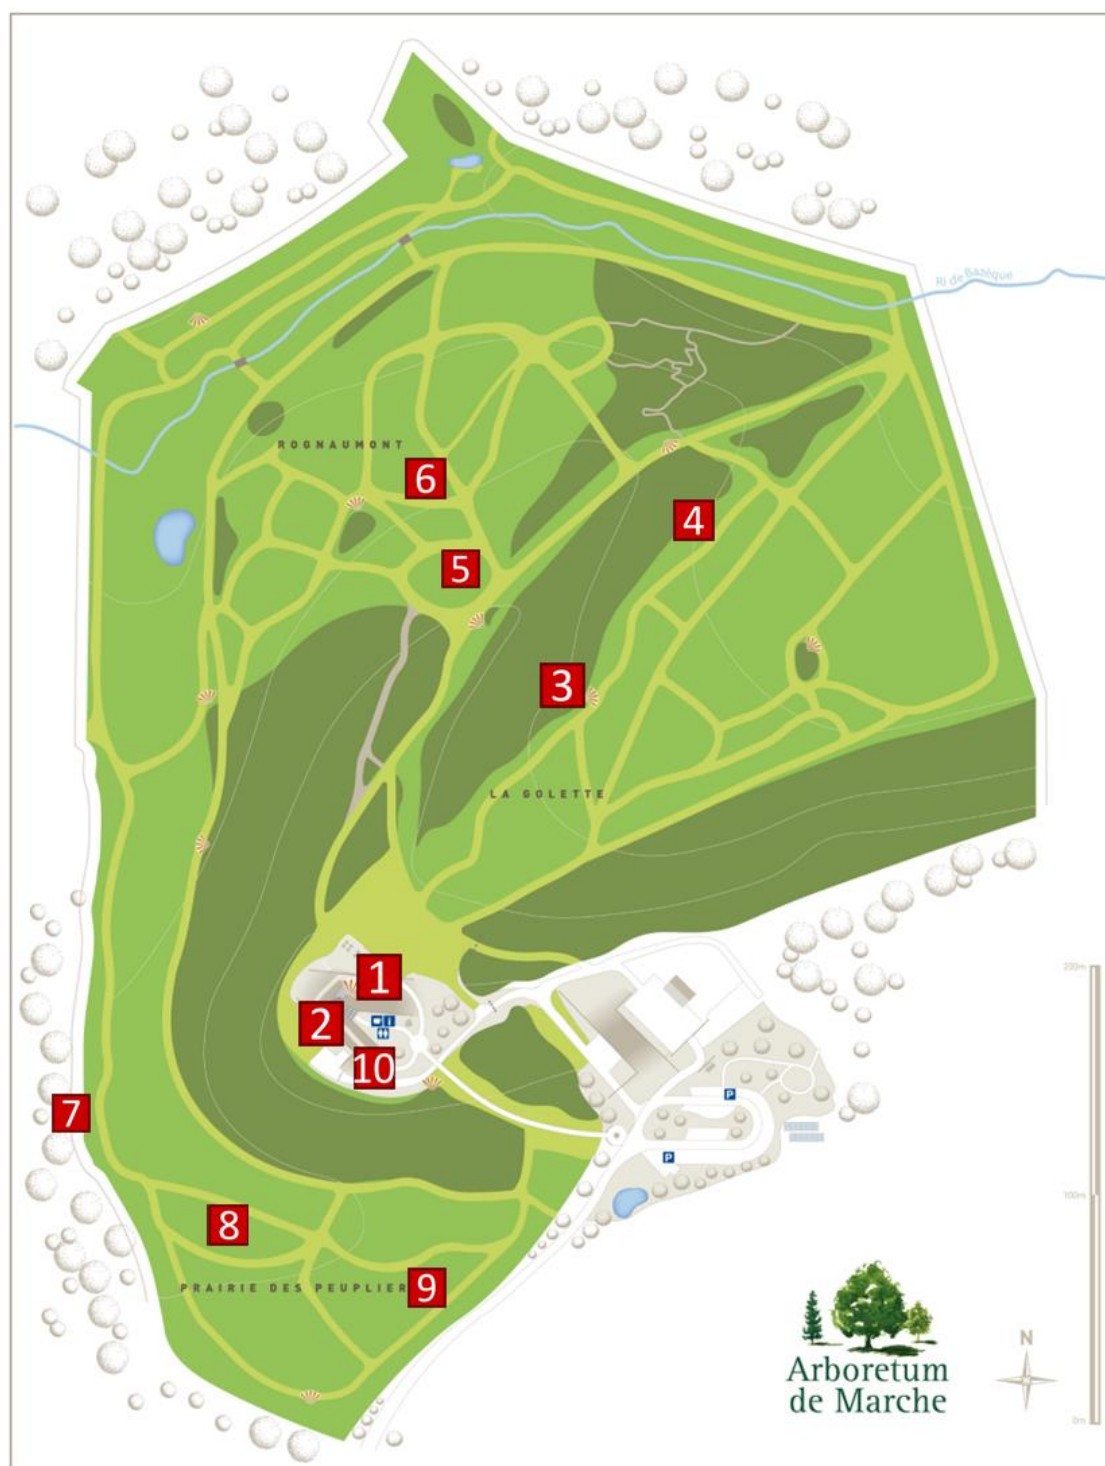 RI de Bazèque
ROGNAUMONT
6
4
5
3
LA GOLETTE
1
200m
2
i
10
P
7
P
100m
8
PRAIRIE DES PEUPLIER
9
N
Arboretum
de Marche
0m